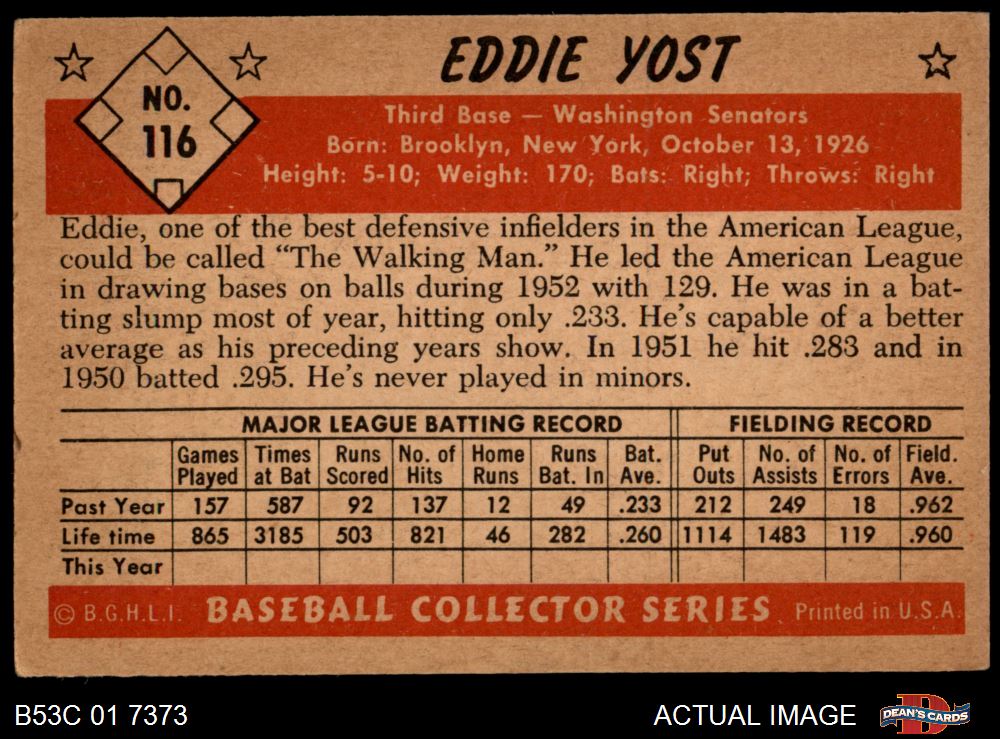 EDDIE YOST
NO.
116
Third Base — Washington Senators
Born: Brooklyn, New York, October 13, 1926
Height: 5-10; Weight: 170; Bats: Right; Throws: Right
Eddie, one of the best defensive infielders in the American League,
could be called "The Walking Man." He led the American League
in drawing bases on balls during 1952 with 129. He was in a bat-
ting slump most of year, hitting only .233. He's capable of a better
average as his preceding years show. In 1951 he hit .283 and in
1950 batted .295. He's never played in minors.
MAJOR LEAGUE BATTING RECORD FIELDING RECORD
Games Times Runs No. of Home Runs Bat. Put No. of No. of Field.
Played at Bat Scored Hits Runs Bat. In Ave. Outs Assists Errors Ave.
Past Year 157 587 92 137 12 49 .233 212 249 18 .962
Life time 865 3185 503 821 46 282 .260 1114 1483 119 .960
This Year
© B.G.H.L.I. BASEBALL COLLECTOR SERIES Printed in U.S.A.
B53C 01 7373 ACTUAL IMAGE DEAN'S CARDS